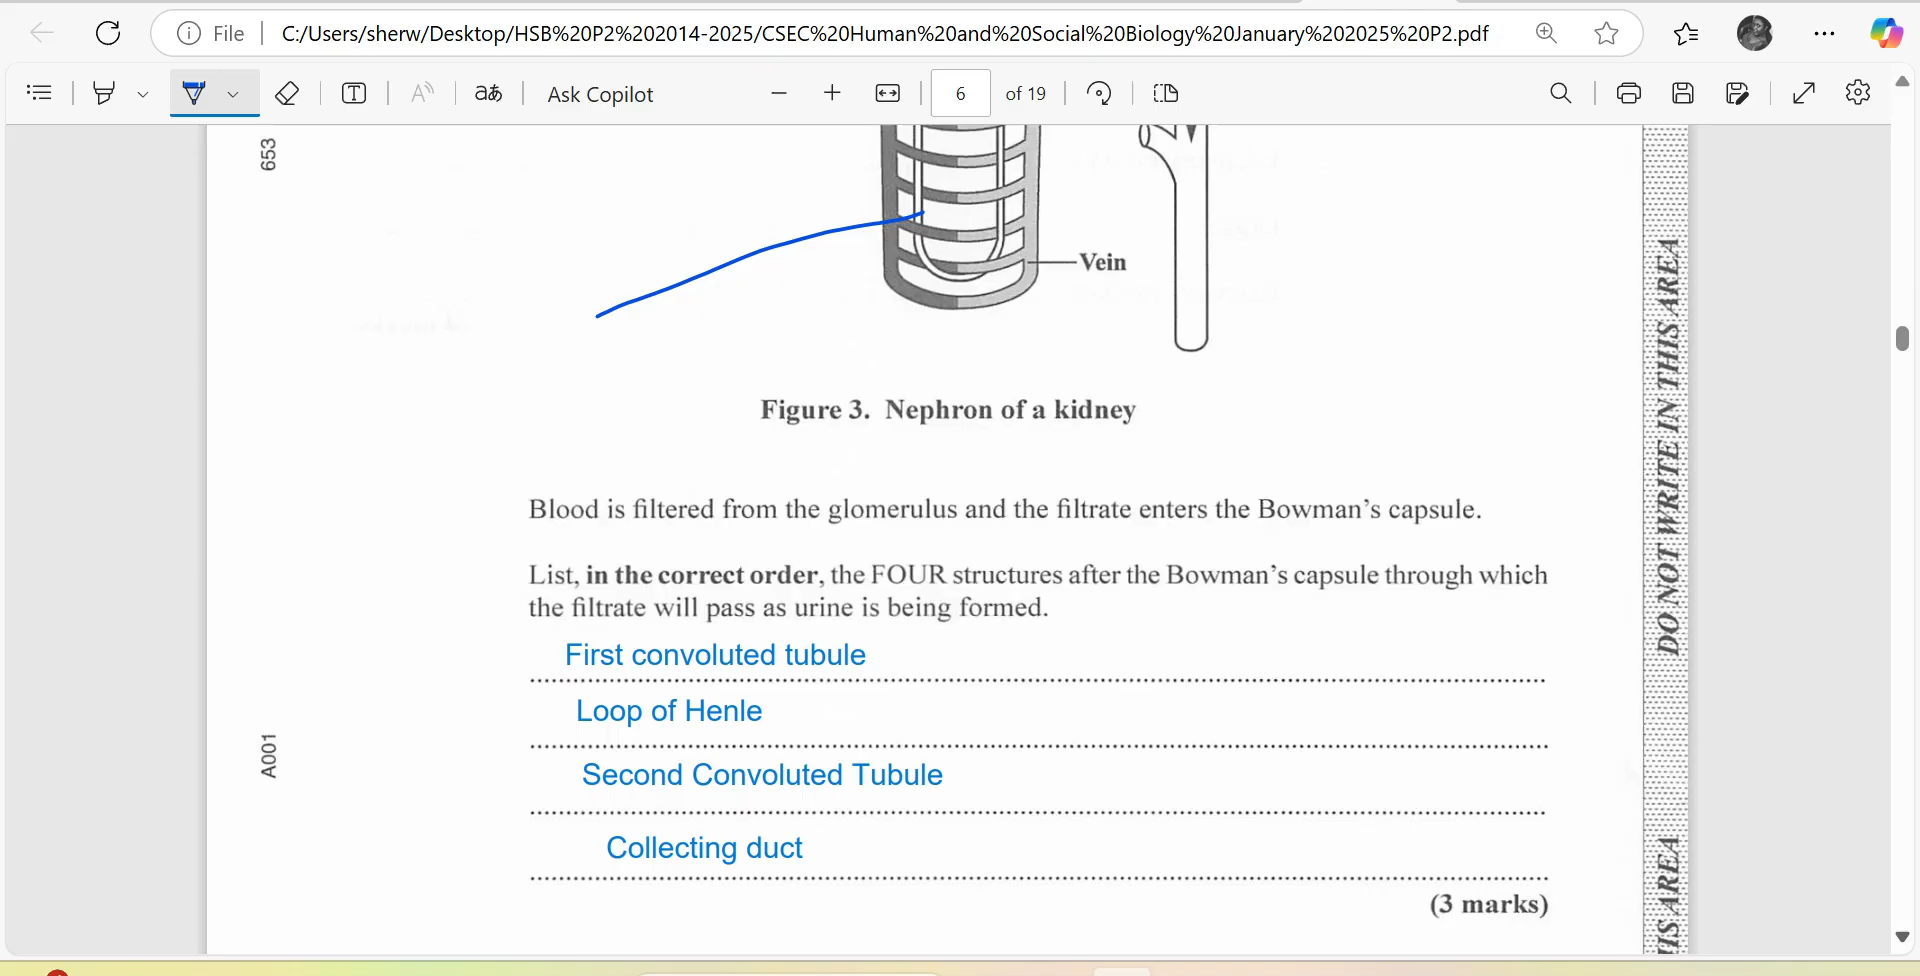 File
C:/Users/sherw/Desktop/HSB%20P2%202014-2025/CSEC%20Human%20and%20Social%20Biology%20January%202025%20P2.pdf
Ask Copilot
6 of 19
653
Vein
Figure 3. Nephron of a kidney
Blood is filtered from the glomerulus and the filtrate enters the Bowman's capsule.
List, in the correct order, the FOUR structures after the Bowman's capsule through which
the filtrate will pass as urine is being formed.
First convoluted tubule
Loop of Henle
Second Convoluted Tubule
Collecting duct
(3 marks)
A001
DO NOT WRITE IN THIS AREA
HIS AREA